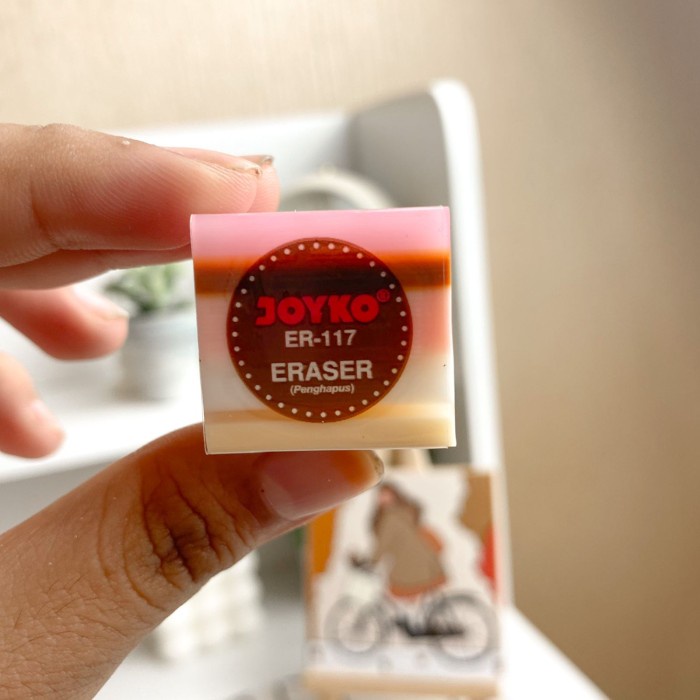 JOYKO®
ER-117
ERASER
(Penghapus)